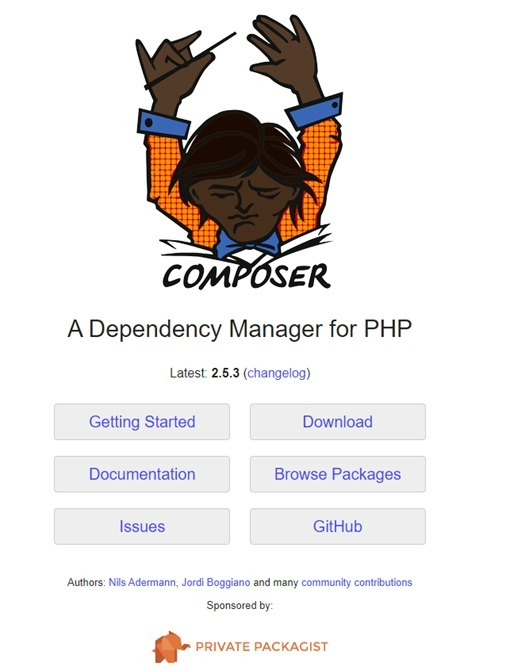 COMPOSER
A Dependency Manager for PHP
Latest: 2.5.3 (changelog)
Getting Started
Download
Documentation
Browse Packages
Issues
GitHub
Authors: Nils Adermann, Jordi Boggiano and many community contributions
Sponsored by:
PRIVATE PACKAGIST